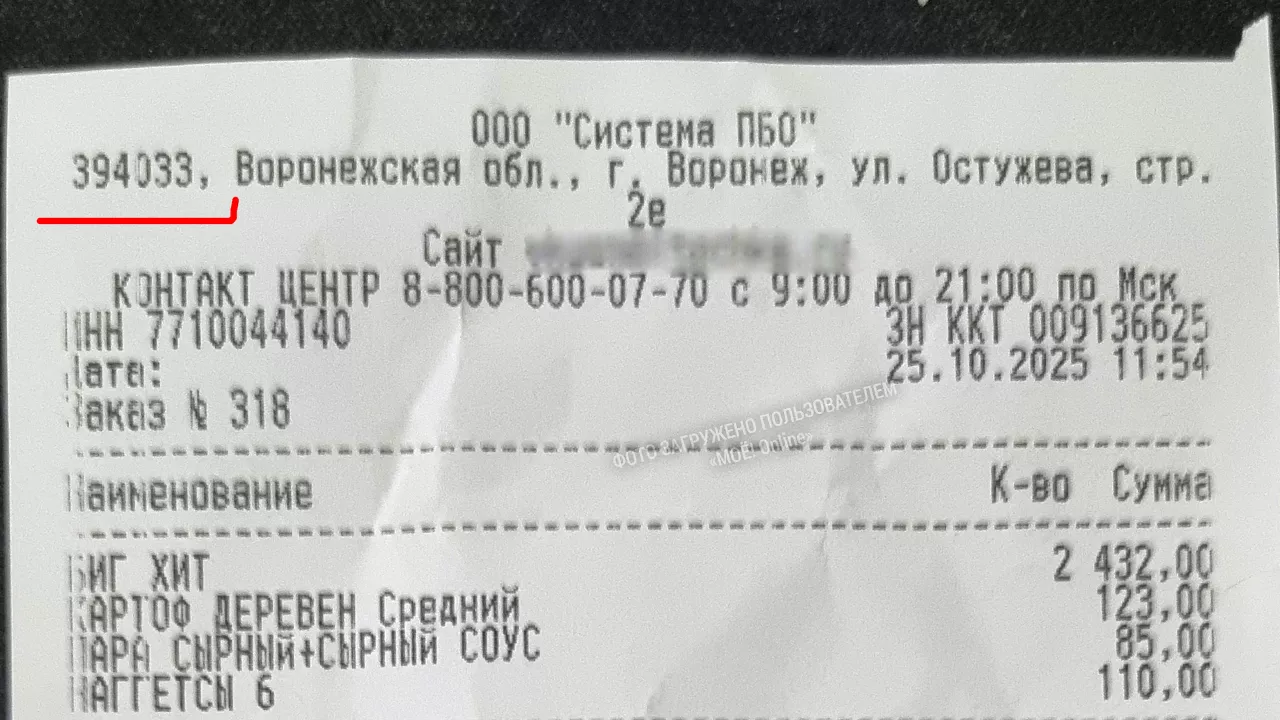 ООО "Система ПБО"
394033, Воронежская обл., г. Воронеж, ул. Остужева, стр.
2е
Сайт
КОНТАКТ ЦЕНТР 8-800-600-07-70 с 9:00 до 21:00 по Мск
ИНН 7710044140 ЗН ККТ 009136625
Дата: 25.10.2025 11:54
Заказ № 318
ФОТО ЗАГРУЖЕНО ПОЛЬЗОВАТЕЛЕМ
«МОЁ! Online»
Наименование К-во Сумма
БИГ ХИТ 2 432,00
КАРТОФ ДЕРЕВЕН Средний 123,00
ПАРА СЫРНЫЙ+СЫРНЫЙ СОУС 85,00
НАГГЕТСЫ 6 110,00